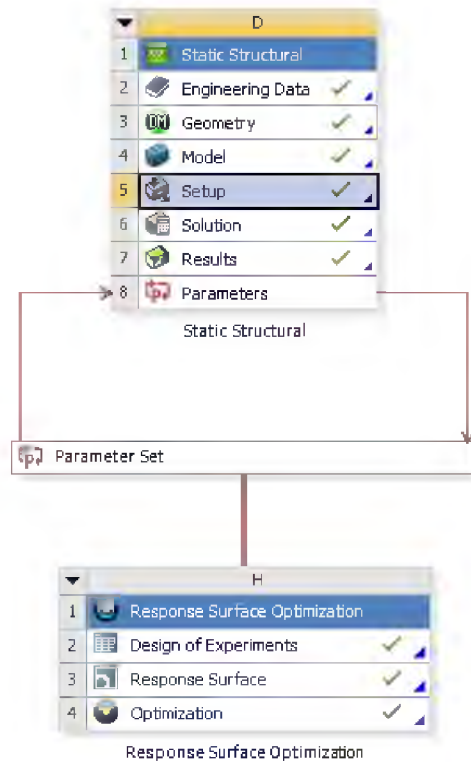 D
1 Static Structural
2 Engineering Data
3 DM Geometry
4 Model
5 Setup
6 Solution
7 Results
8 Parameters
Static Structural
Parameter Set
H
1 Response Surface Optimization
2 Design of Experiments
3 Response Surface
4 Optimization
Response Surface Optimization